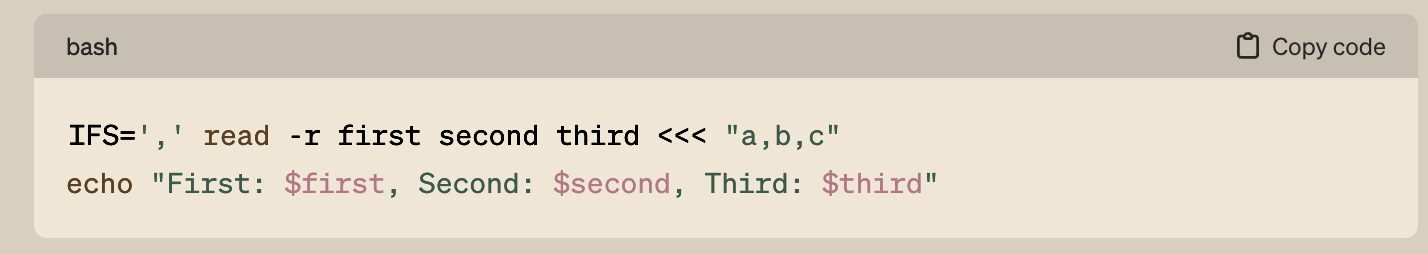 bash
Copy code
IFS=',' read -r first second third <<< "a,b,c"
echo "First: $first, Second: $second, Third: $third"